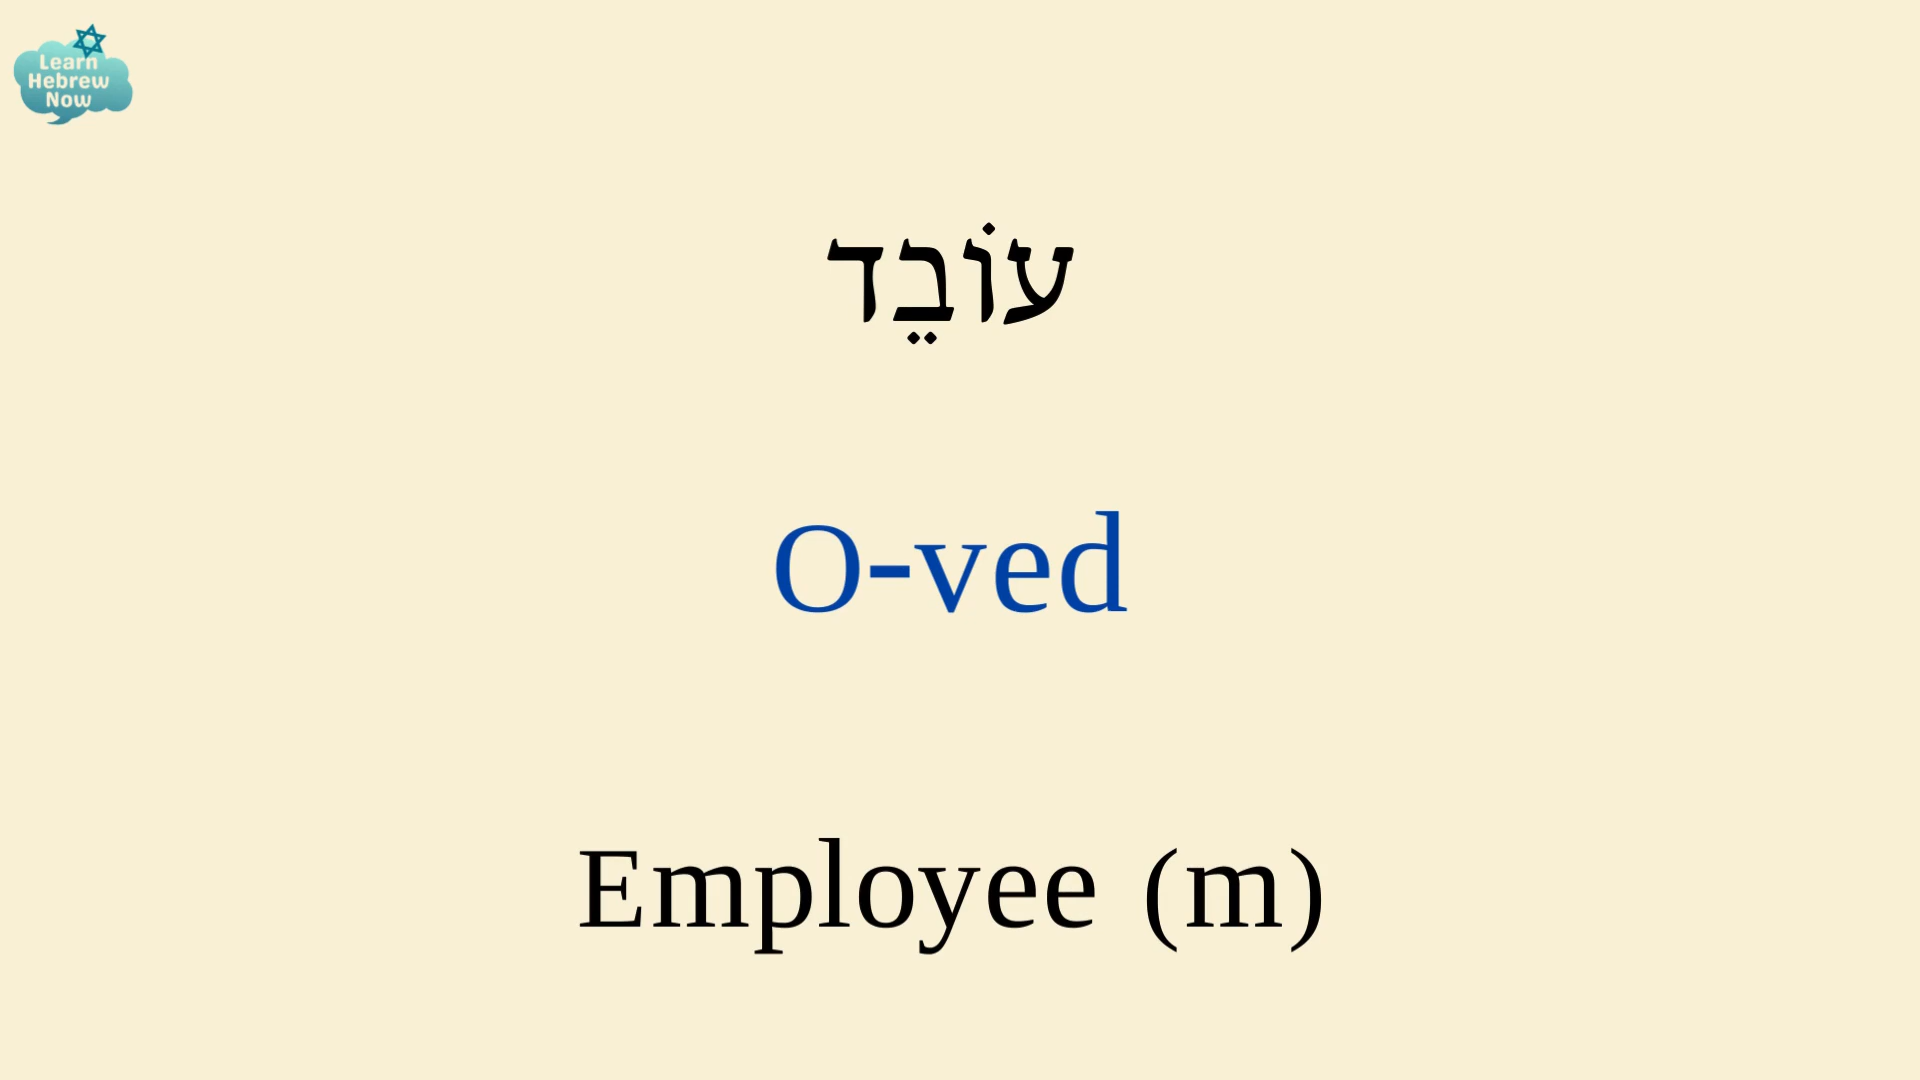 Learn
Hebrew
Now
עוֹבֵד
O-ved
Employee (m)